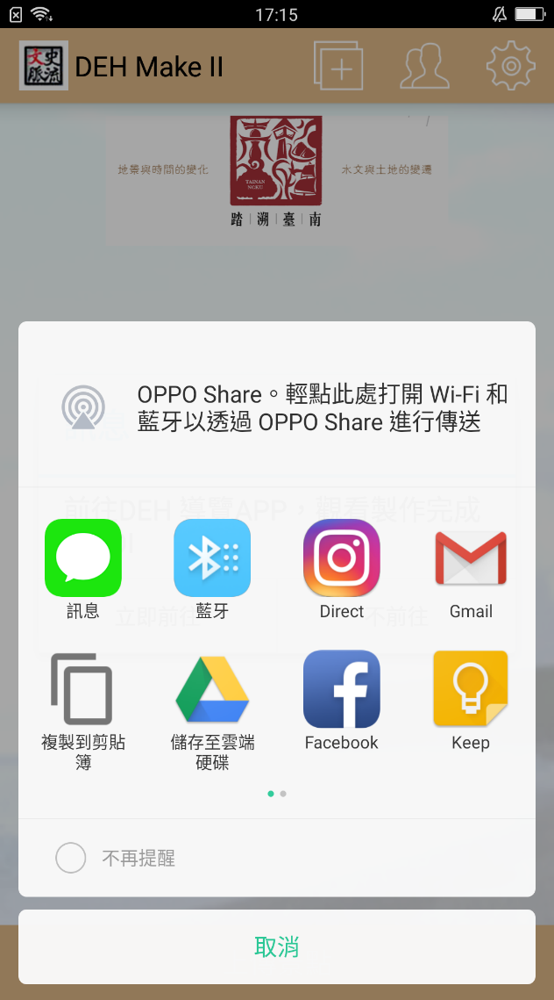 17:15
文史
脈流
DEH Make II
地景與時間的變化
水文與土地的變遷
TAINAN
NCKU
踏 | 溯 | 臺 | 南
OPPO Share。輕點此處打開 Wi-Fi 和
藍牙以透過 OPPO Share 進行傳送
前往DEH 導覽APP，觀看製作完成
訊息
藍牙
Direct
Gmail
立即前往
不前往
複製到剪貼
簿
儲存至雲端
硬碟
Facebook
Keep
不再提醒
取消